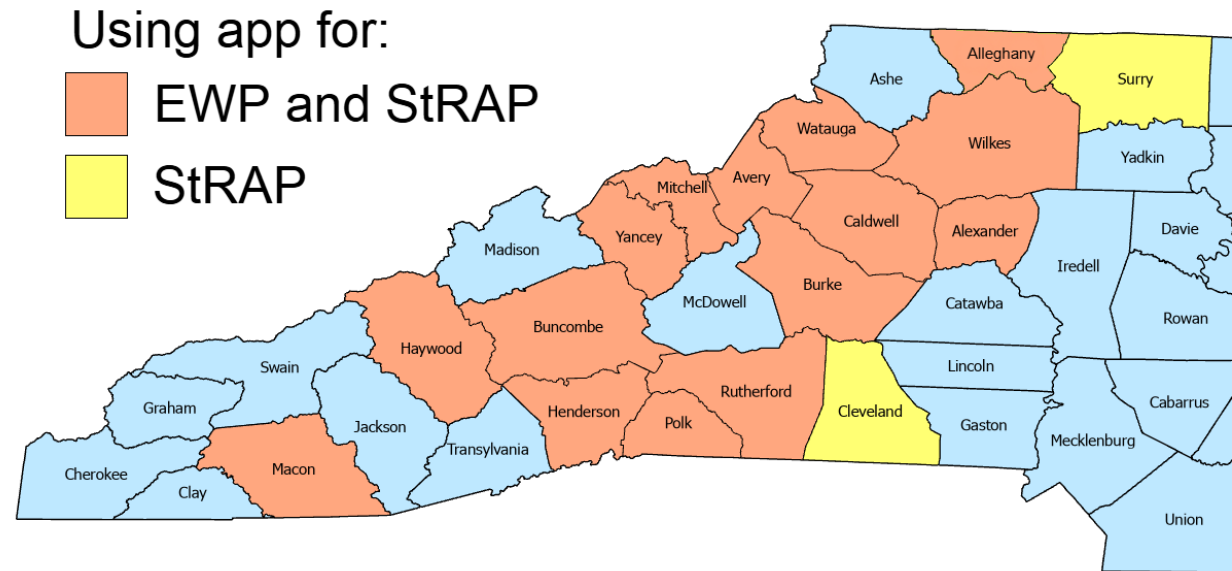 Using app for:
EWP and StRAP
StRAP
Alleghany
Ashe
Surry
Watauga
Wilkes
Yadkin
Mitchell
Avery
Caldwell
Alexander
Davie
Yancey
Madison
Iredell
Burke
McDowell
Catawba
Rowan
Buncombe
Haywood
Swain
Lincoln
Rutherford
Cabarrus
Graham
Henderson
Cleveland
Polk
Jackson
Gaston
Mecklenburg
Transylvania
Macon
Cherokee
Clay
Union